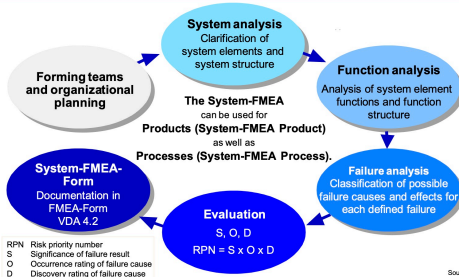 System analysis
Clarification of
system elements and
system structure
Forming teams
and organizational
planning
Function analysis
Analysis of system element
functions and function
structure
The System-FMEA
can be used for
Products (System-FMEA Product)
as well as
Processes (System-FMEA Process).
System-FMEA-
Form
Documentation in
FMEA-Form
VDA 4.2
Failure analysis
Classification of possible
failure causes and effects for
each defined failure
Evaluation
S, O, D
RPN = S x O x D
RPN Risk priority number
S Significance of failure result
O Occurrence rating of failure cause
D Discovery rating of failure cause
Sou